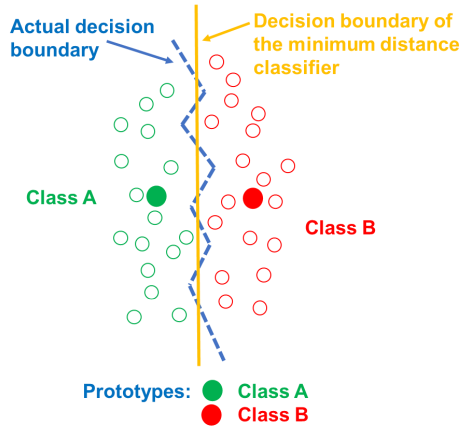 Actual decision
boundary
Decision boundary of
the minimum distance
classifier
Class A
Class B
Prototypes: Class A
Class B